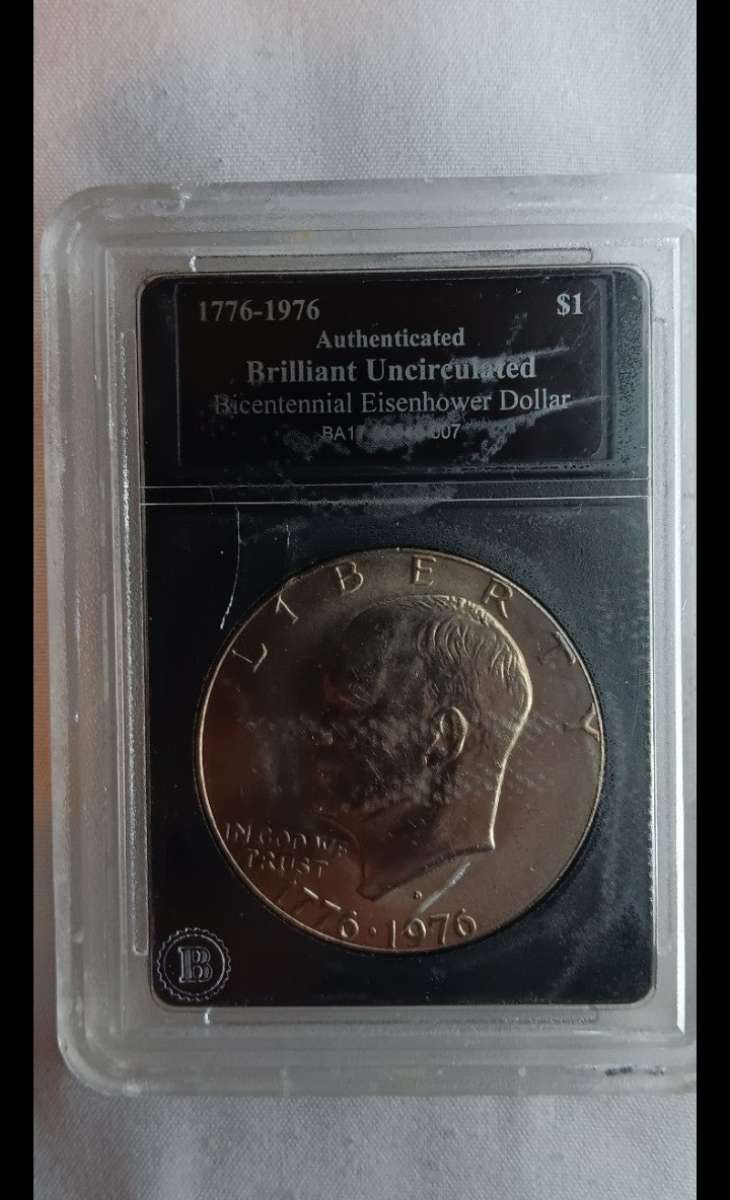 1776-1976 $1
Authenticated
Brilliant Uncirculated
Bicentennial Eisenhower Dollar
LIBERTY
IN GOD WE
TRUST
D
1776·1976
B